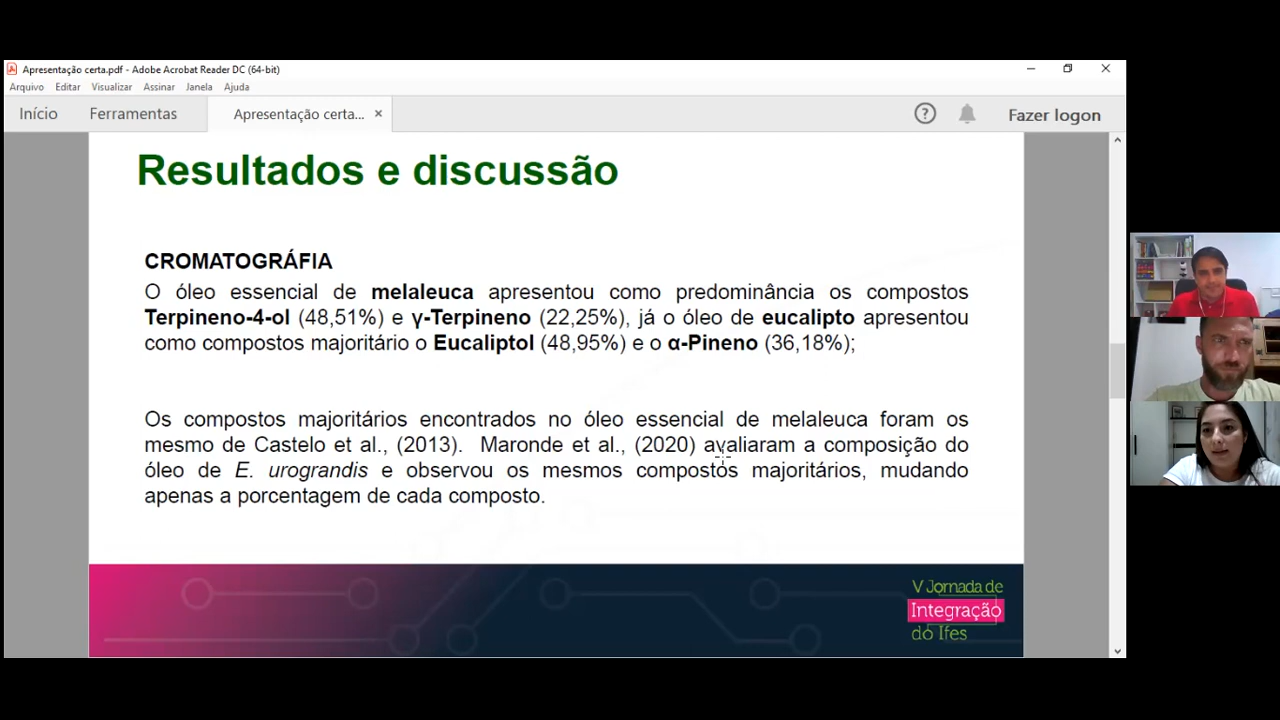 Apresentação certa.pdf - Adobe Acrobat Reader DC (64-bit)
Arquivo Editar Visualizar Assinar Janela Ajuda
Início Ferramentas Apresentação certa... × ? Fazer logon
Resultados e discussão
CROMATOGRÁFIA
O óleo essencial de melaleuca apresentou como predominância os compostos
Terpineno-4-ol (48,51%) e γ-Terpineno (22,25%), já o óleo de eucalipto apresentou
como compostos majoritário o Eucaliptol (48,95%) e o α-Pineno (36,18%);
Os compostos majoritários encontrados no óleo essencial de melaleuca foram os
mesmo de Castelo et al., (2013). Maronde et al., (2020) avaliaram a composição do
óleo de E. urograndis e observou os mesmos compostos majoritários, mudando
apenas a porcentagem de cada composto.
V Jornada de
Integração
do Ifes